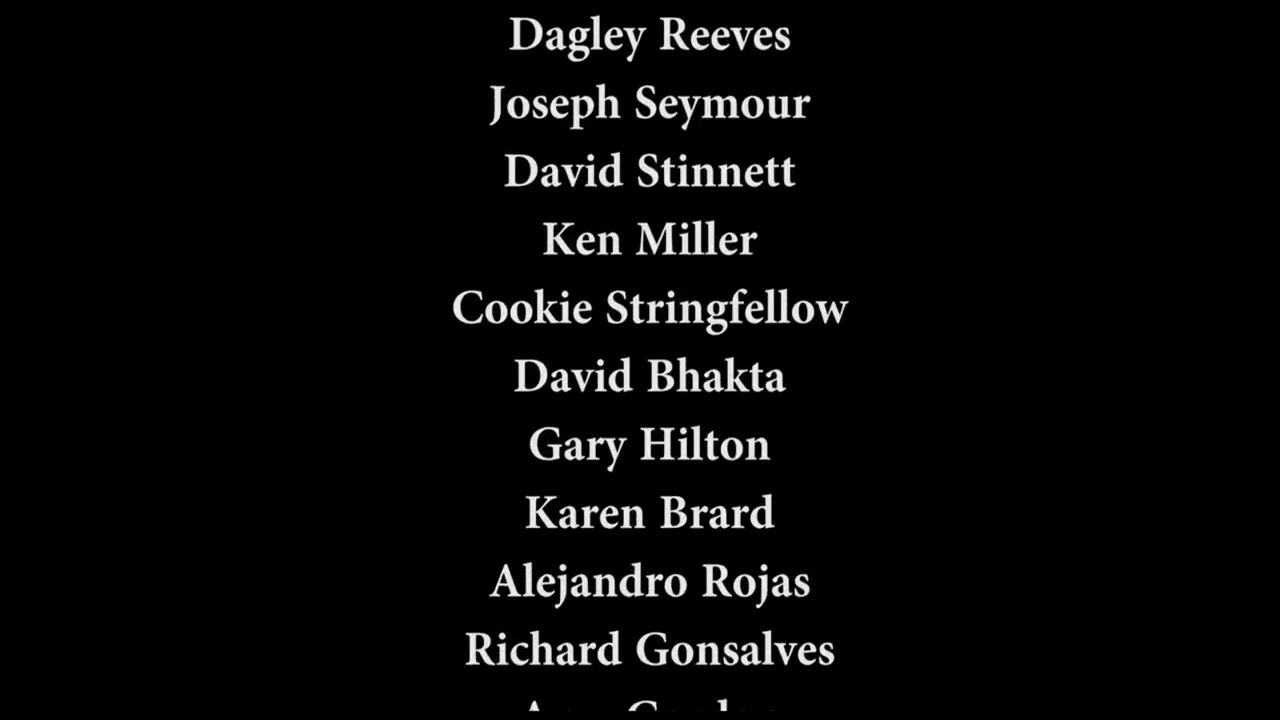 Dagley Reeves
Joseph Seymour
David Stinnett
Ken Miller
Cookie Stringfellow
David Bhakta
Gary Hilton
Karen Brard
Alejandro Rojas
Richard Gonsalves